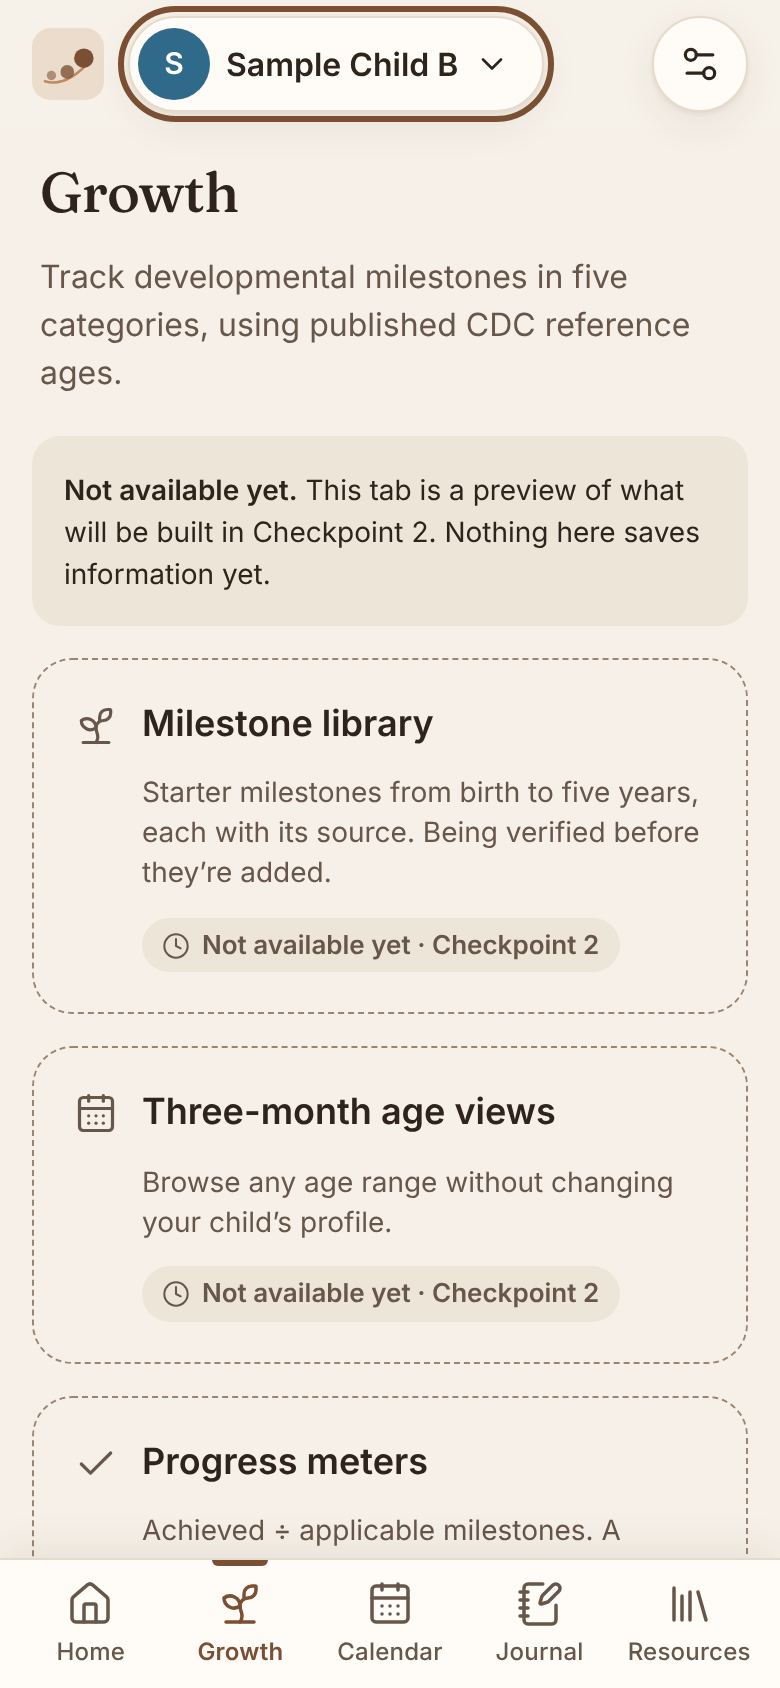 S
Sample Child B
Growth
Track developmental milestones in five
categories, using published CDC reference
ages.
Not available yet. This tab is a preview of what
will be built in Checkpoint 2. Nothing here saves
information yet.
Milestone library
Starter milestones from birth to five years,
each with its source. Being verified before
they’re added.
Not available yet · Checkpoint 2
Three-month age views
Browse any age range without changing
your child’s profile.
Not available yet · Checkpoint 2
Progress meters
Achieved ÷ applicable milestones. A
Home
Growth
Calendar
Journal
Resources